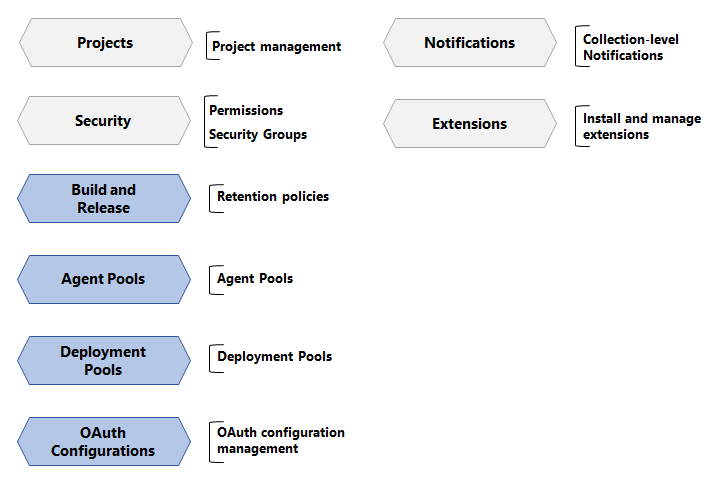 Projects
Project management
Security
Permissions
Security Groups
Build and
Release
Retention policies
Agent Pools
Agent Pools
Deployment
Pools
Deployment Pools
OAuth
Configurations
OAuth configuration
management
Notifications
Collection-level
Notifications
Extensions
Install and manage
extensions